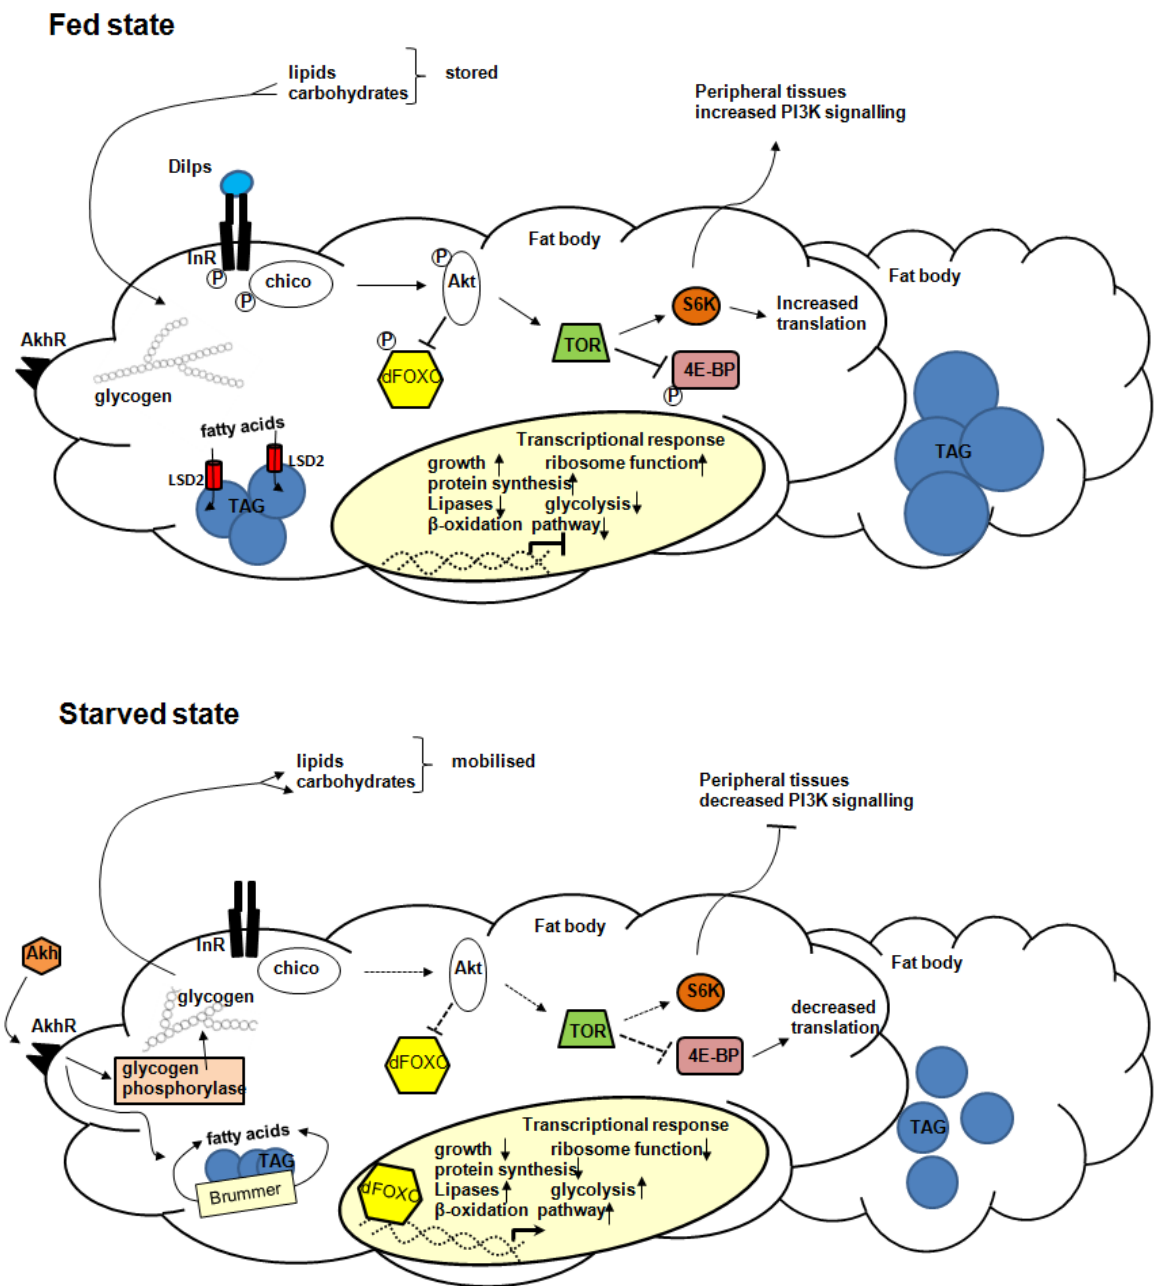 Fed state
lipids
carbohydrates
stored
Peripheral tissues
increased PI3K signalling
Dilps
InR
P
P
chico
P
Akt
Fat body
Fat body
S6K
Increased
translation
AkhR
TOR
P
dFOXO
4E-BP
P
glycogen
fatty acids
LSD2
LSD2
TAG
TAG
Transcriptional response
growth ribosome function
protein synthesis
Lipases glycolysis
β-oxidation pathway
Starved state
lipids
carbohydrates
mobilised
Peripheral tissues
decreased PI3K signalling
Akh
InR
chico
Akt
Fat body
Fat body
glycogen
S6K
decreased
translation
AkhR
TOR
dFOXO
4E-BP
glycogen
phosphorylase
fatty acids
TAG
Brummer
TAG
Transcriptional response
growth ribosome function
protein synthesis
Lipases glycolysis
β-oxidation pathway
dFOXO